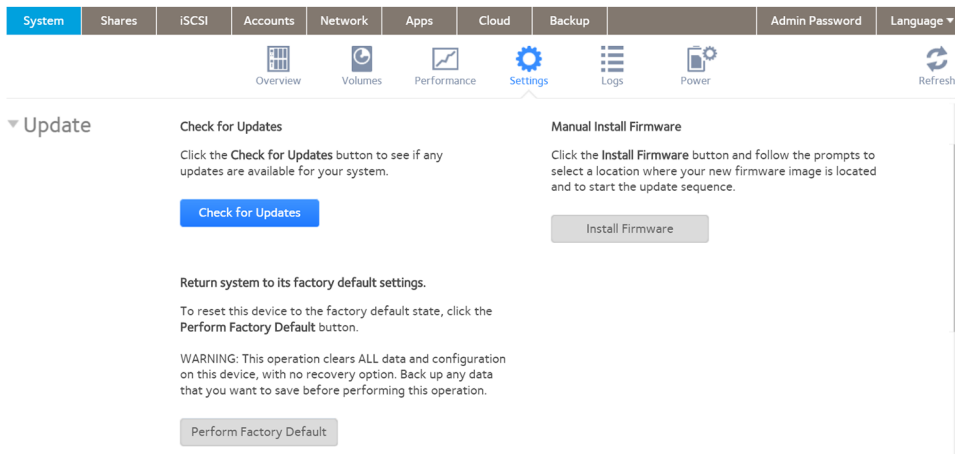 System Shares iSCSI Accounts Network Apps Cloud Backup Admin Password Language
Overview Volumes Performance Settings Logs Power Refresh
Update
Check for Updates
Click the Check for Updates button to see if any
updates are available for your system.
Check for Updates
Manual Install Firmware
Click the Install Firmware button and follow the prompts to
select a location where your new firmware image is located
and to start the update sequence.
Install Firmware
Return system to its factory default settings.
To reset this device to the factory default state, click the
Perform Factory Default button.
WARNING: This operation clears ALL data and configuration
on this device, with no recovery option. Back up any data
that you want to save before performing this operation.
Perform Factory Default